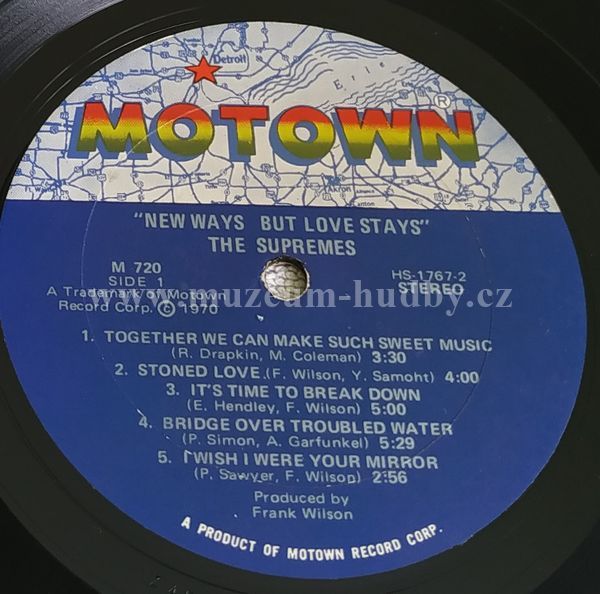 Detroit
Erie
Akron
MOTOWN®
"NEW WAYS BUT LOVE STAYS"
THE SUPREMES
M 720
SIDE 1
HS-1767-2
STEREO
A Trademark of Motown
Record Corp. © 1970
www.muzeum-hudby.cz
1. TOGETHER WE CAN MAKE SUCH SWEET MUSIC
(R. Drapkin, M. Coleman) 3:30
2. STONED LOVE (F. Wilson, Y. Samoht) 4:00
3. IT'S TIME TO BREAK DOWN
(E. Hendley, F. Wilson) 5:00
4. BRIDGE OVER TROUBLED WATER
(P. Simon, A. Garfunkel) 5:29
5. I WISH I WERE YOUR MIRROR
(P. Sawyer, F. Wilson) 2:56
Produced by
Frank Wilson
A PRODUCT OF MOTOWN RECORD CORP.